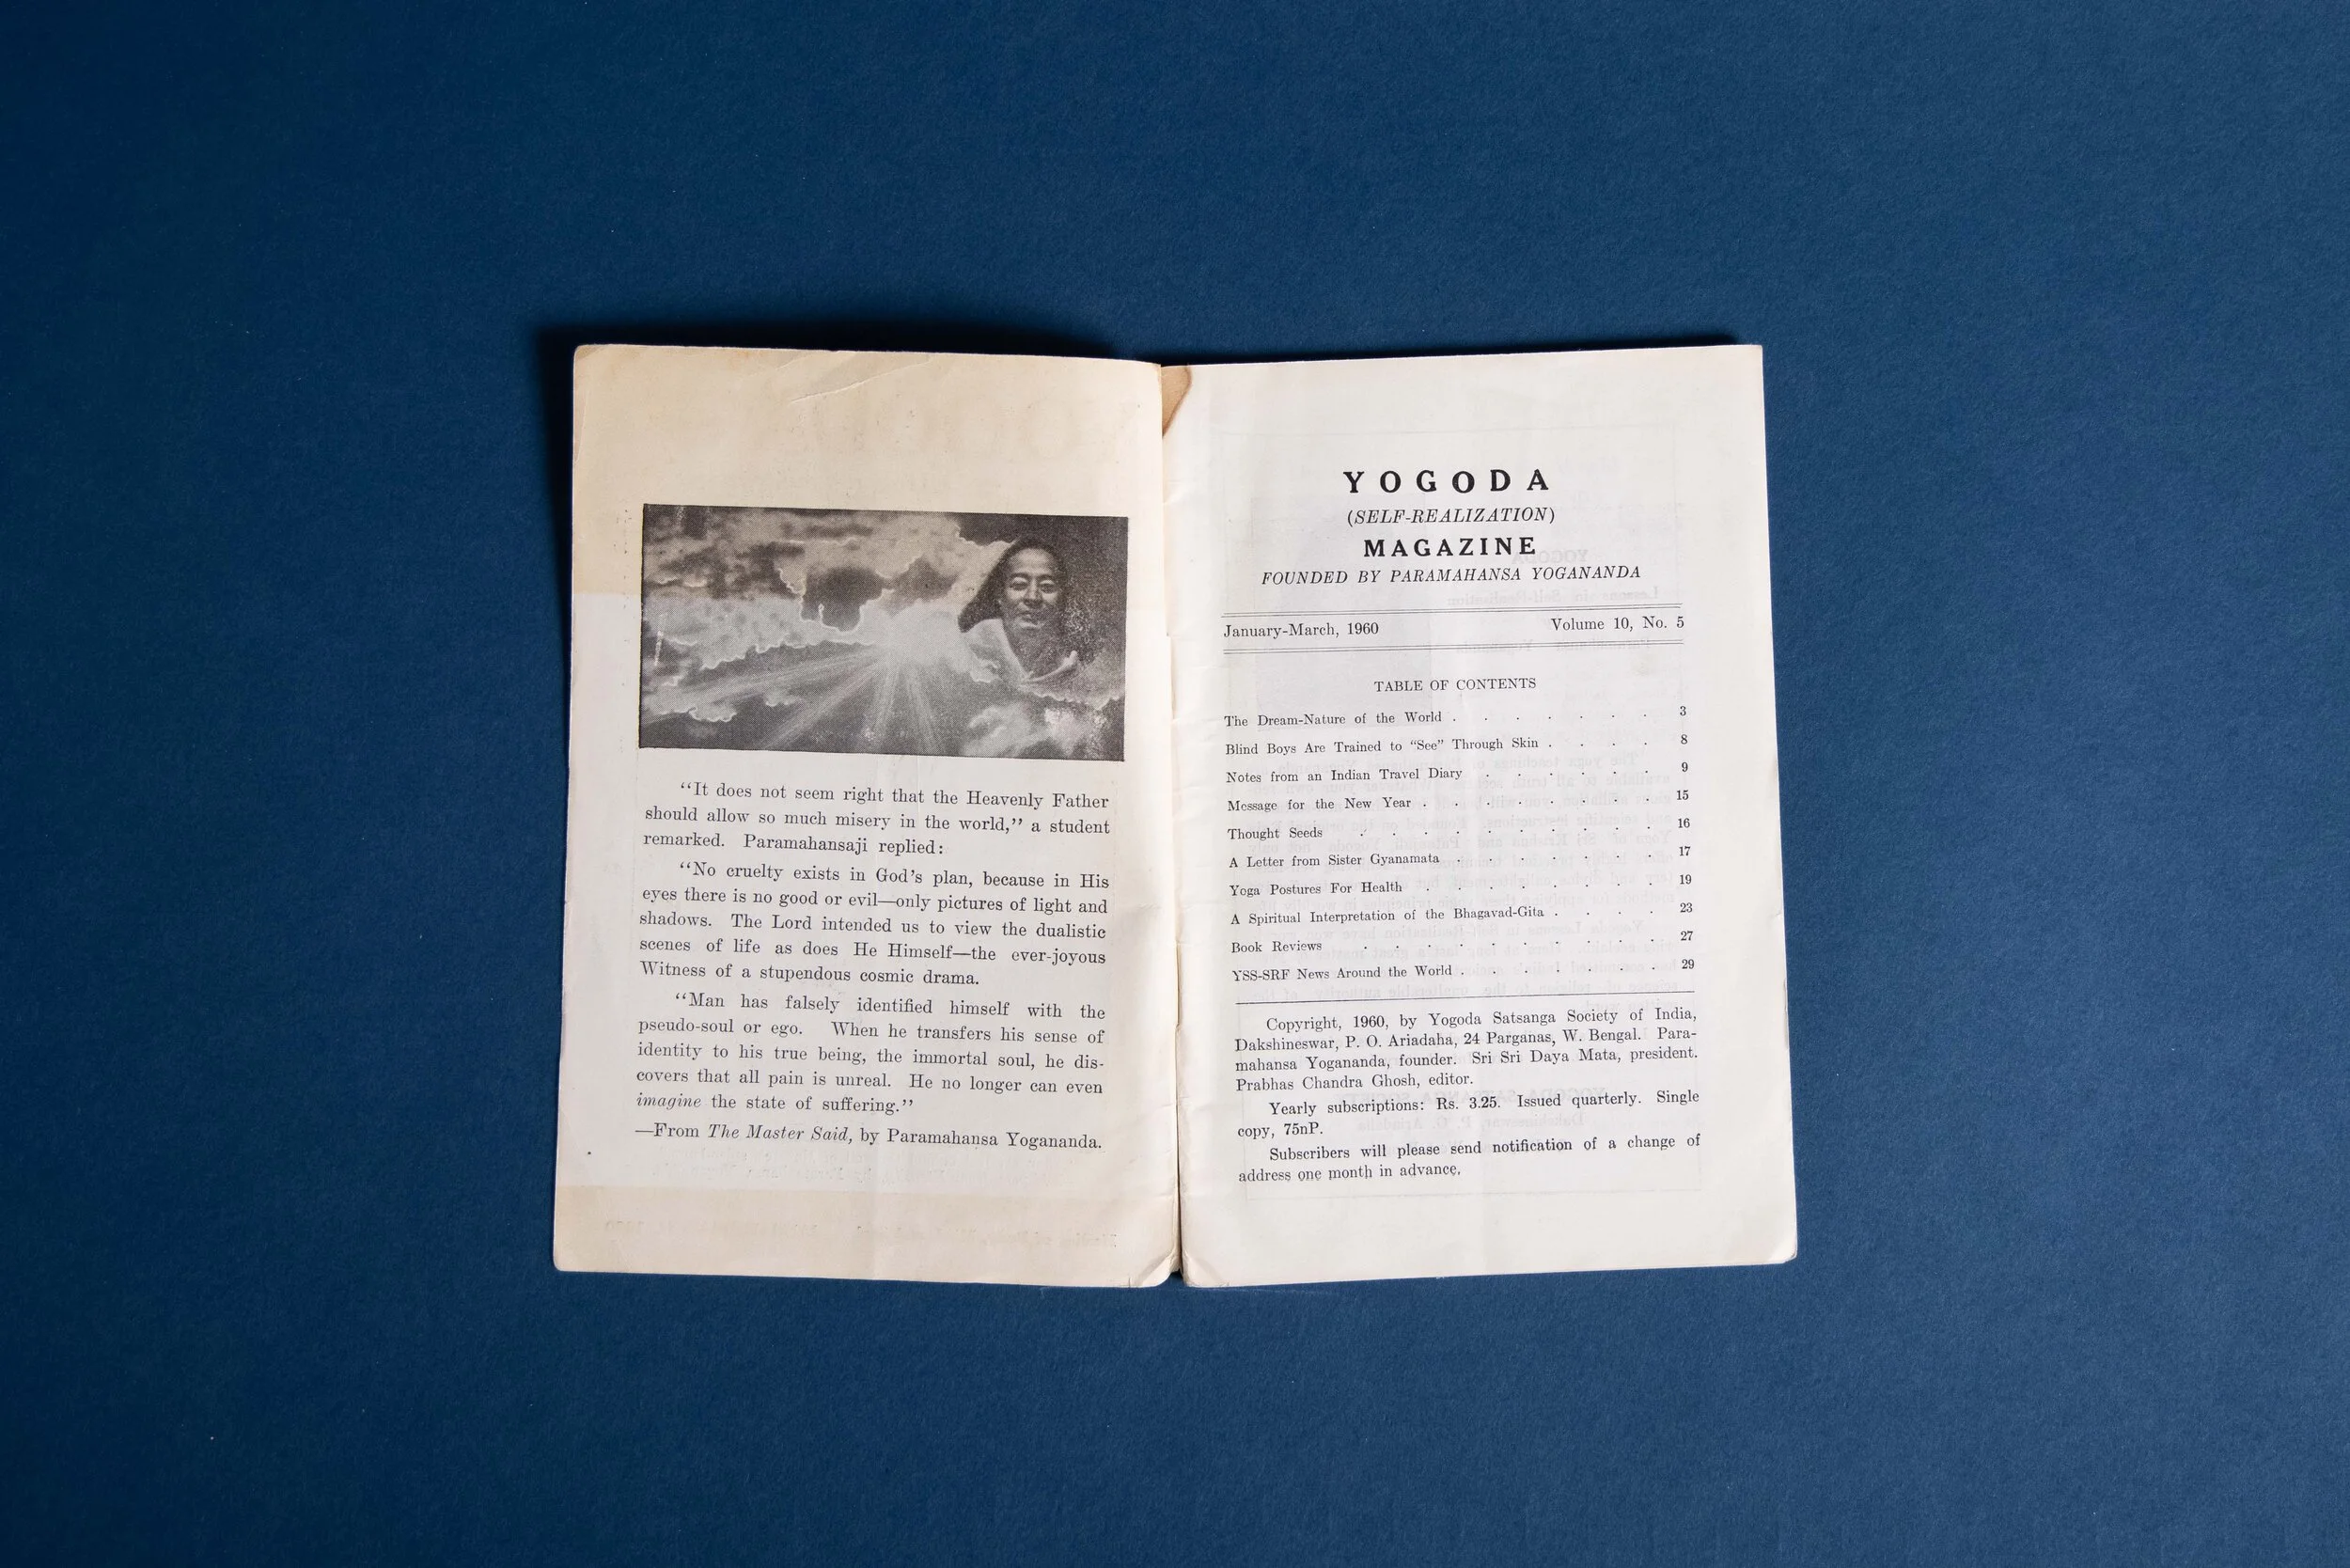 “It does not seem right that the Heavenly Father
should allow so much misery in the world,” a student
remarked. Paramahansaji replied:
“No cruelty exists in God’s plan, because in His
eyes there is no good or evil—only pictures of light and
shadows. The Lord intended us to view the dualistic
scenes of life as does He Himself—the ever-joyous
Witness of a stupendous cosmic drama.
“Man has falsely identified himself with the
pseudo-soul or ego. When he transfers his sense of
identity to his true being, the immortal soul, he dis-
covers that all pain is unreal. He no longer can even
imagine the state of suffering.”
—From The Master Said, by Paramahansa Yogananda.
YOGODA
(SELF-REALIZATION)
MAGAZINE
FOUNDED BY PARAMAHANSA YOGANANDA
January-March, 1960 Volume 10, No. 5
TABLE OF CONTENTS
The Dream-Nature of the World . . . . . . . 3
Blind Boys Are Trained to “See” Through Skin . . . . 8
Notes from an Indian Travel Diary . . . . . . 9
Message for the New Year . . . . . . . . 15
Thought Seeds . . . . . . . . . . 16
A Letter from Sister Gyanamata . . . . . . . 17
Yoga Postures For Health . . . . . . . . 19
A Spiritual Interpretation of the Bhagavad-Gita . . . . 23
Book Reviews . . . . . . . . . . 27
YSS-SRF News Around the World . . . . . . . 29
Copyright, 1960, by Yogoda Satsanga Society of India,
Dakshineswar, P. O. Ariadaha, 24 Parganas, W. Bengal. Para-
mahansa Yogananda, founder. Sri Sri Daya Mata, president.
Prabhas Chandra Ghosh, editor.
Yearly subscriptions: Rs. 3.25. Issued quarterly. Single
copy, 75nP.
Subscribers will please send notification of a change of
address one month in advance.